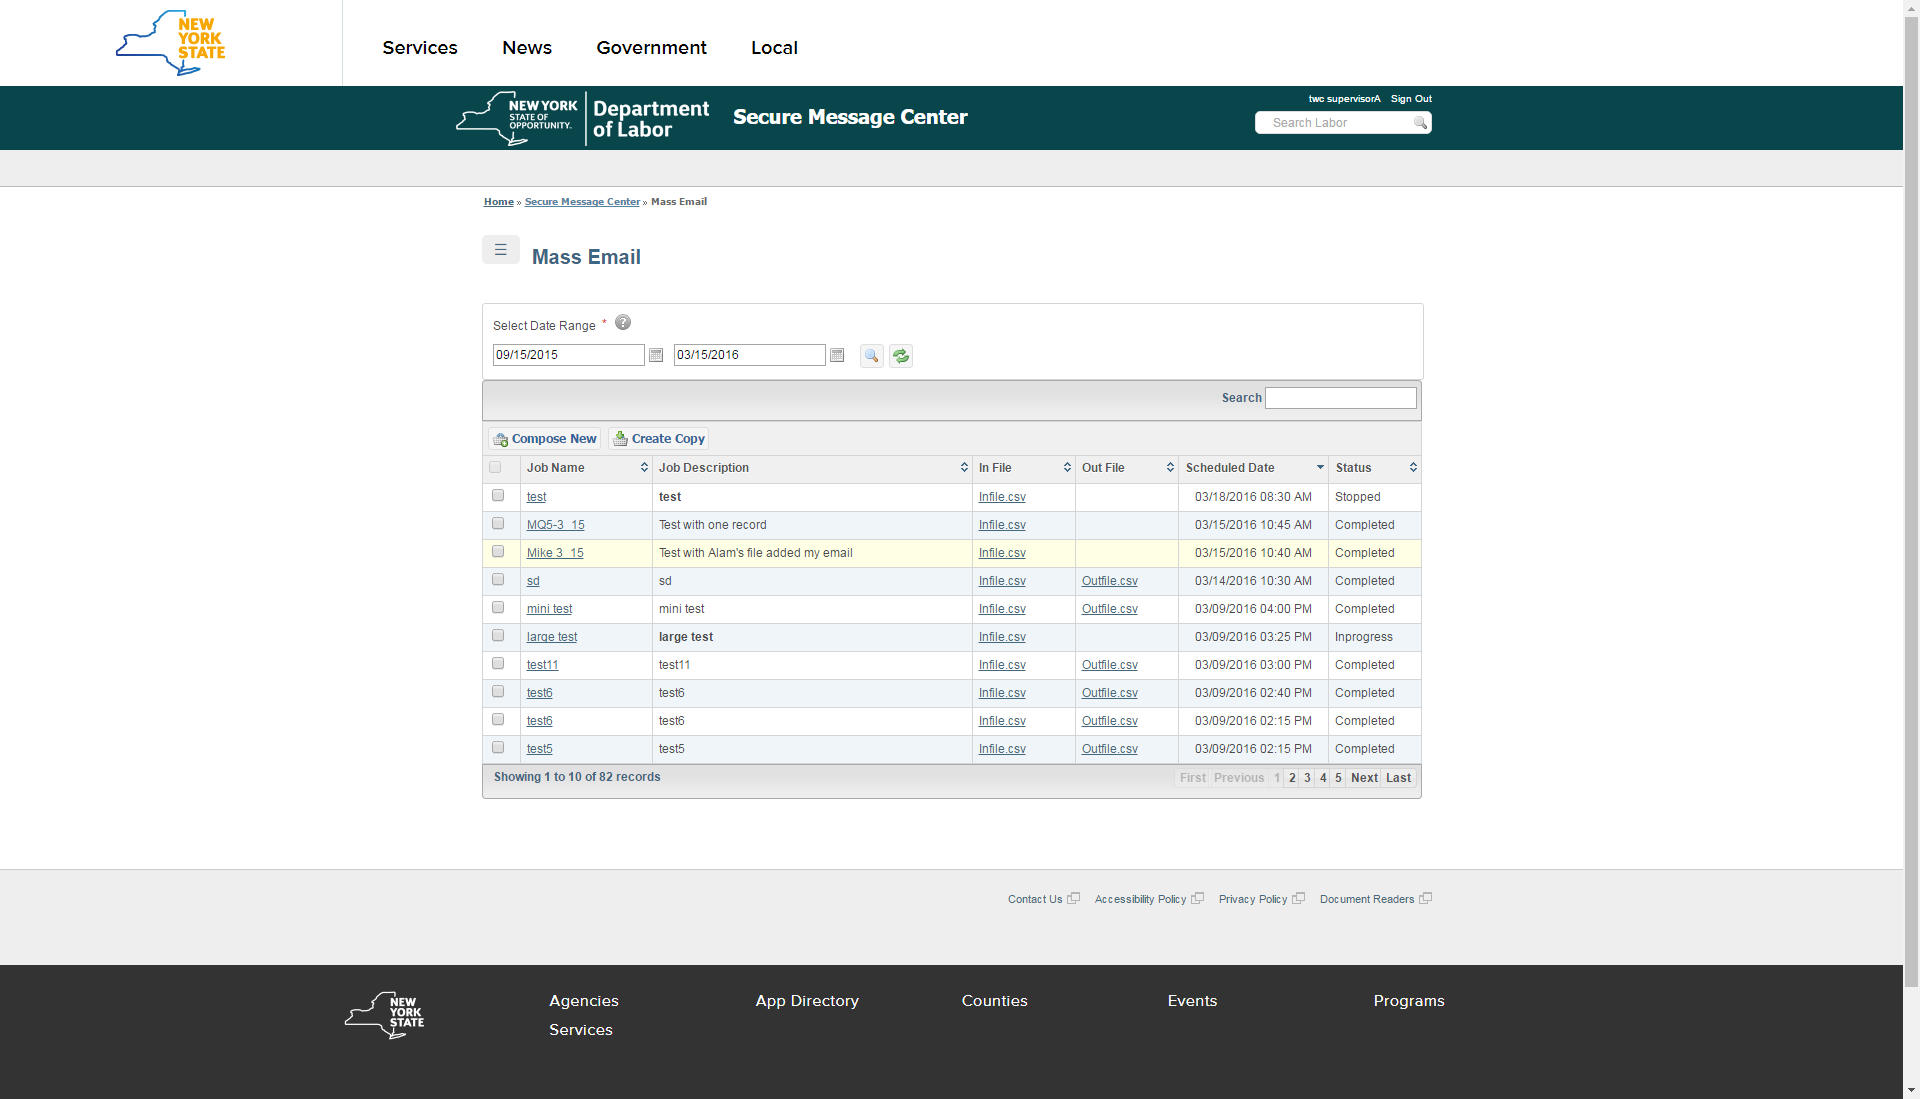 NEW
YORK
STATE
Services News Government Local
NEW YORK
STATE OF
OPPORTUNITY.
Department
of Labor
Secure Message Center
twc supervisorA Sign Out
Search Labor
Home » Secure Message Center » Mass Email
☰ Mass Email
Select Date Range * ?
09/15/2015 03/15/2016
Search
Compose New Create Copy
Job Name Job Description In File Out File Scheduled Date Status
test test Infile.csv 03/18/2016 08:30 AM Stopped
MQ5-3_15 Test with one record Infile.csv 03/15/2016 10:45 AM Completed
Mike 3_15 Test with Alam's file added my email Infile.csv 03/15/2016 10:40 AM Completed
sd sd Infile.csv Outfile.csv 03/14/2016 10:30 AM Completed
mini test mini test Infile.csv Outfile.csv 03/09/2016 04:00 PM Completed
large test large test Infile.csv 03/09/2016 03:25 PM Inprogress
test11 test11 Infile.csv Outfile.csv 03/09/2016 03:00 PM Completed
test6 test6 Infile.csv Outfile.csv 03/09/2016 02:40 PM Completed
test6 test6 Infile.csv Outfile.csv 03/09/2016 02:15 PM Completed
test5 test5 Infile.csv Outfile.csv 03/09/2016 02:15 PM Completed
Showing 1 to 10 of 82 records First Previous 1 2 3 4 5 Next Last
Contact Us Accessibility Policy Privacy Policy Document Readers
NEW
YORK
STATE
Agencies App Directory Counties Events Programs
Services